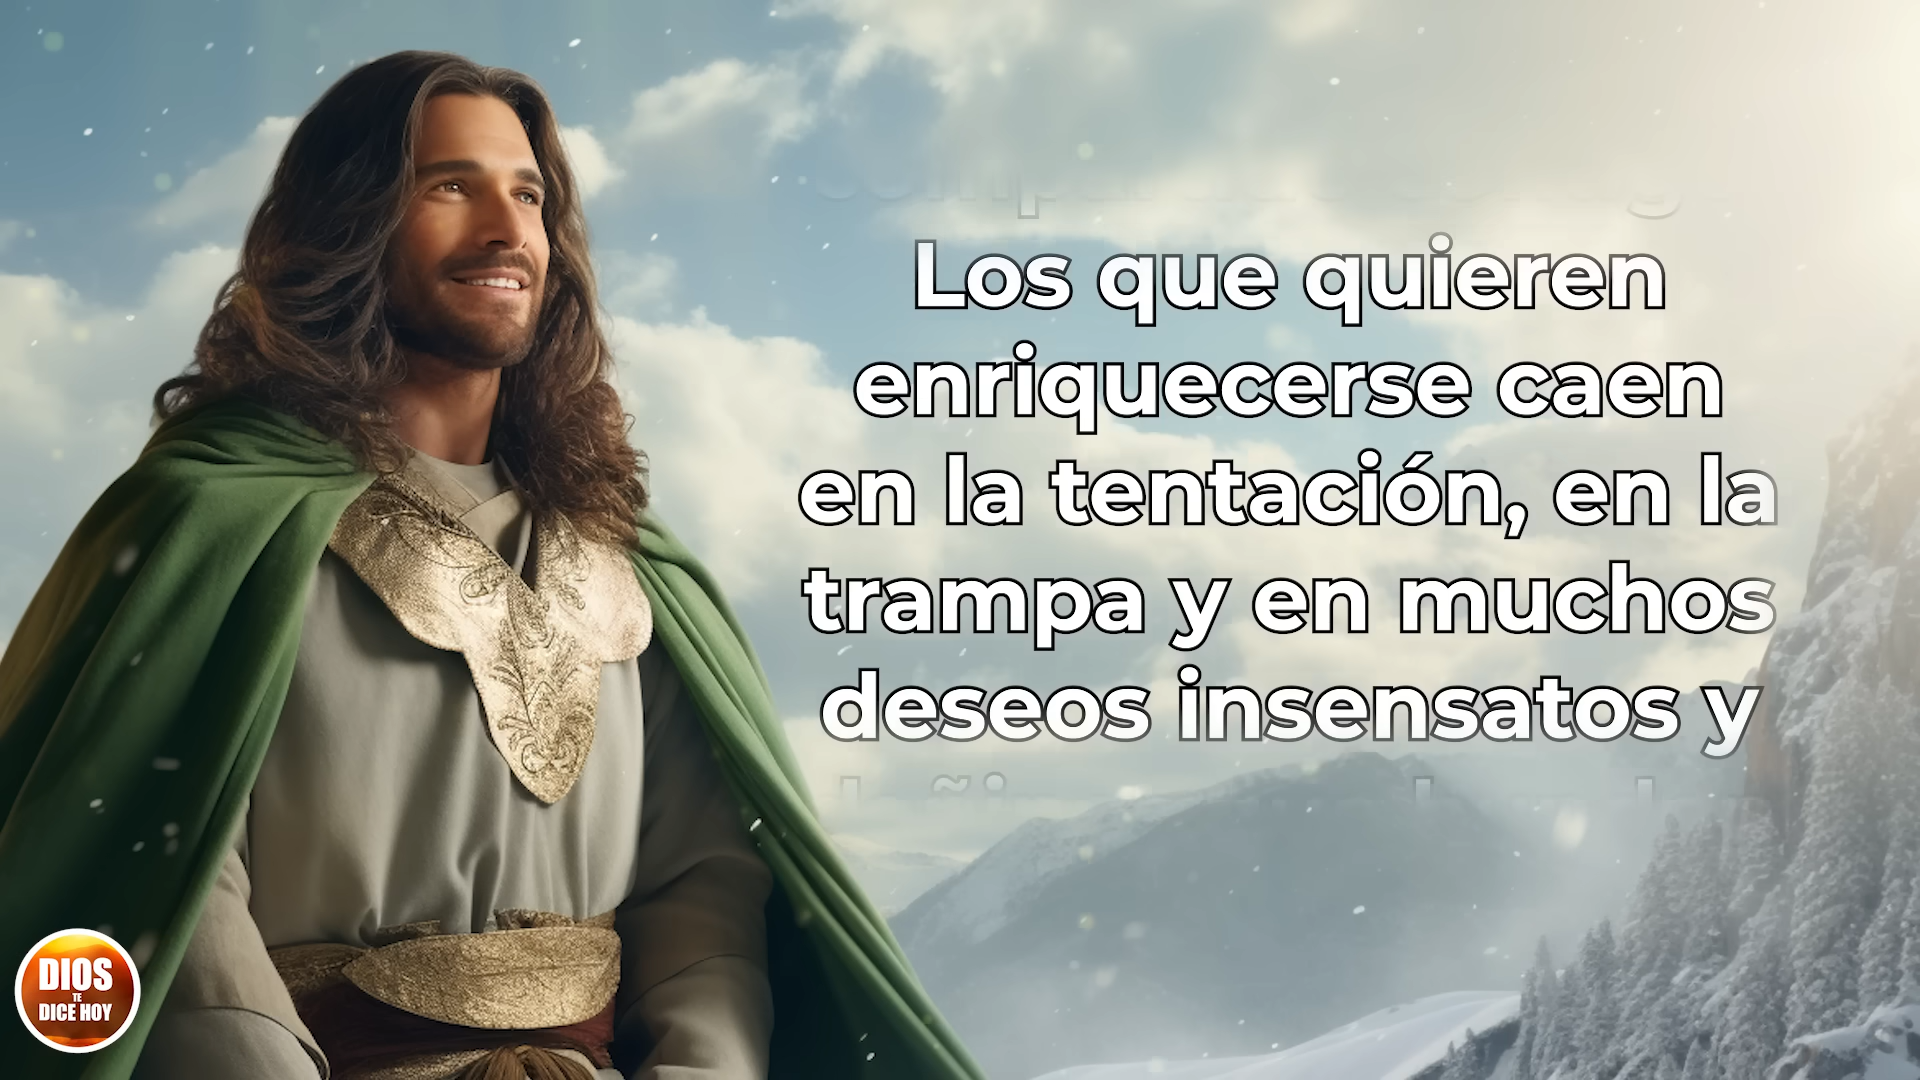 Los que quieren
enriquecerse caen
en la tentación, en la
trampa y en muchos
deseos insensatos y
DIOS
TE
DICE HOY